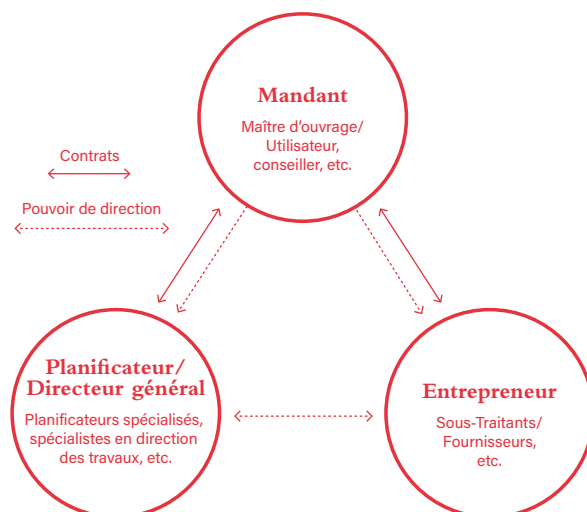 Mandant
Maître d'ouvrage/
Utilisateur,
conseiller, etc.
Contrats
Pouvoir de direction
Planificateur/
Directeur général
Planificateurs spécialisés,
spécialistes en direction
des travaux, etc.
Entrepreneur
Sous-Traitants/
Fournisseurs,
etc.